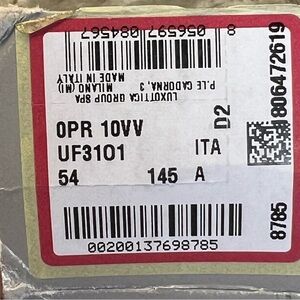 8 056597 084567
LUXOTTICA GROUP SPA
P.LE CADORNA, 3
MILANO (MI)
MADE IN ITALY
0PR 10VV
D2
UF3101
ITA
54 145 A
00200137698785
1806472619
8785